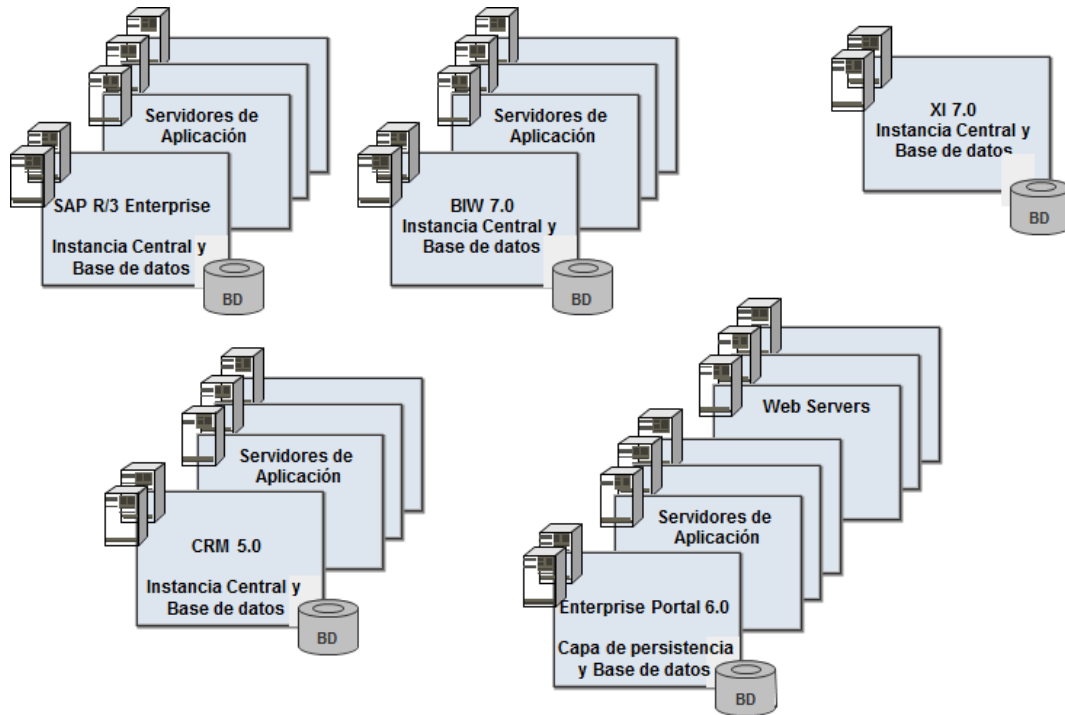 Servidores de
Aplicación
SAP R/3 Enterprise
Instancia Central y
Base de datos
BD
Servidores de
Aplicación
BIW 7.0
Instancia Central y
Base de datos
BD
XI 7.0
Instancia Central y
Base de datos
BD
Servidores de
Aplicación
CRM 5.0
Instancia Central y
Base de datos
BD
Web Servers
Servidores de
Aplicación
Enterprise Portal 6.0
Capa de persistencia
y Base de datos
BD